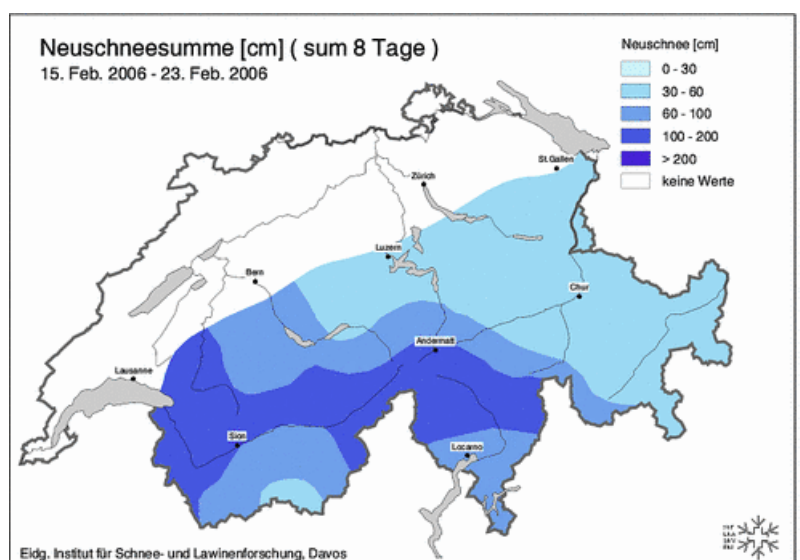 Neuschneesumme [cm] ( sum 8 Tage )
15. Feb. 2006 - 23. Feb. 2006
Neuschnee [cm]
0 - 30
30 - 60
60 - 100
100 - 200
> 200
keine Werte
St.Gallen
Zürich
Luzern
Bern
Chur
Andermatt
Lausanne
Sion
Locarno
Eidg. Institut für Schnee- und Lawinenforschung, Davos